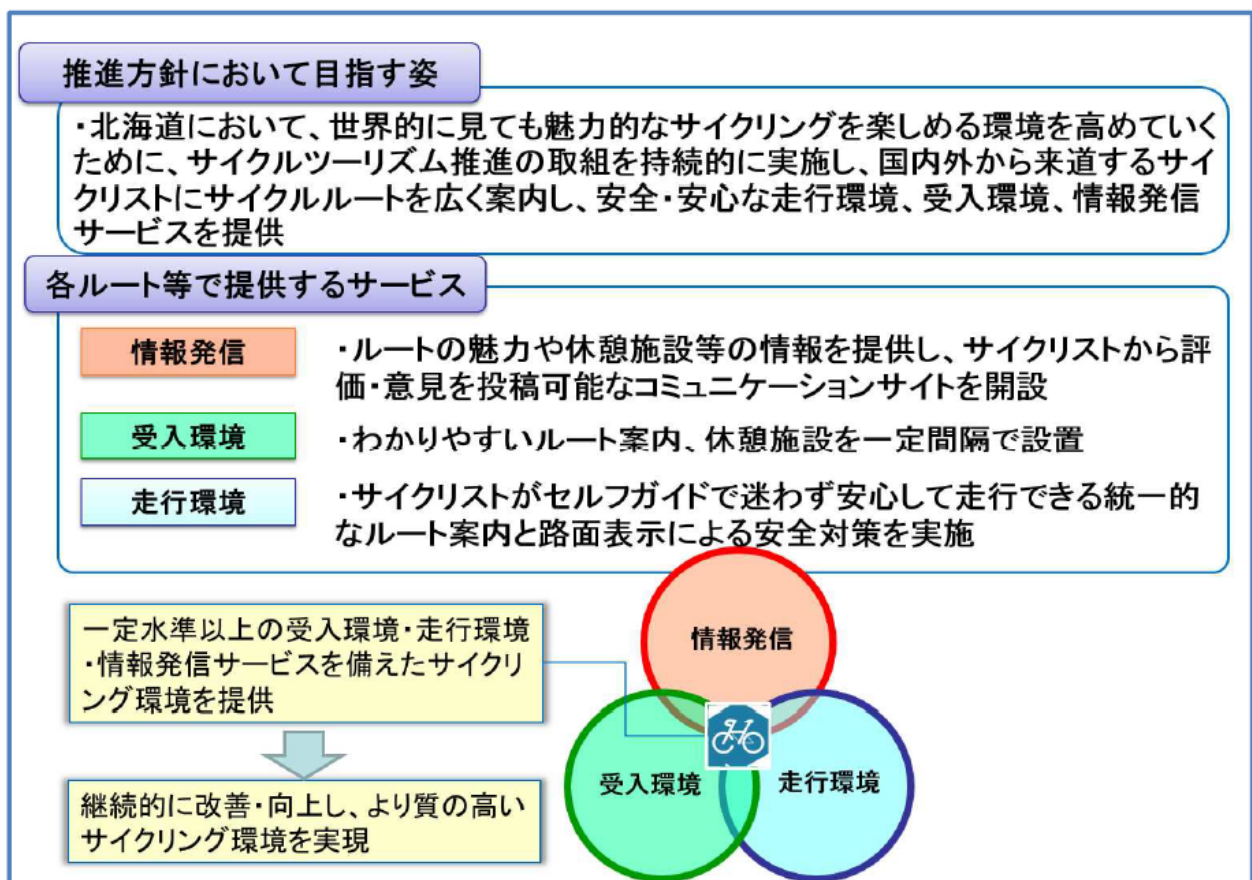 推進方針において目指す姿
・北海道において、世界的に見ても魅力的なサイクリングを楽しめる環境を高めていく
ために、サイクルツーリズム推進の取組を持続的に実施し、国内外から来道するサイ
クリストにサイクルルートを広く案内し、安全・安心な走行環境、受入環境、情報発信
サービスを提供
各ルート等で提供するサービス
情報発信
・ルートの魅力や休憩施設等の情報を提供し、サイクリストから評
価・意見を投稿可能なコミュニケーションサイトを開設
受入環境
・わかりやすいルート案内、休憩施設を一定間隔で設置
走行環境
・サイクリストがセルフガイドで迷わず安心して走行できる統一的
なルート案内と路面表示による安全対策を実施
一定水準以上の受入環境・走行環境
・情報発信サービスを備えたサイクリ
ング環境を提供
継続的に改善・向上し、より質の高い
サイクリング環境を実現
情報発信
受入環境
走行環境